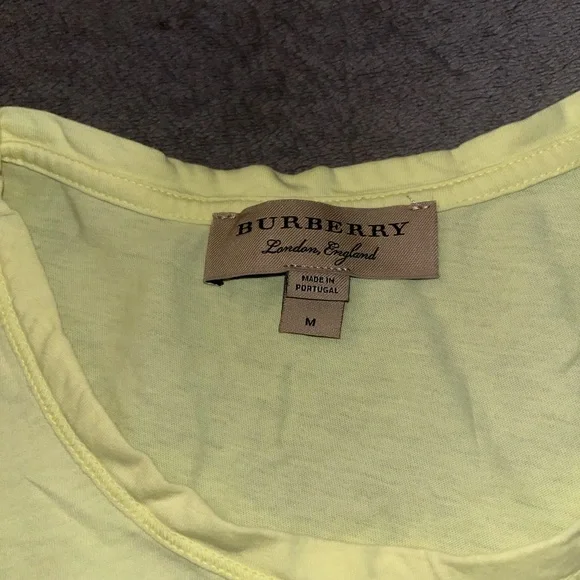 BURBERRY
London, England
MADE IN
PORTUGAL
M